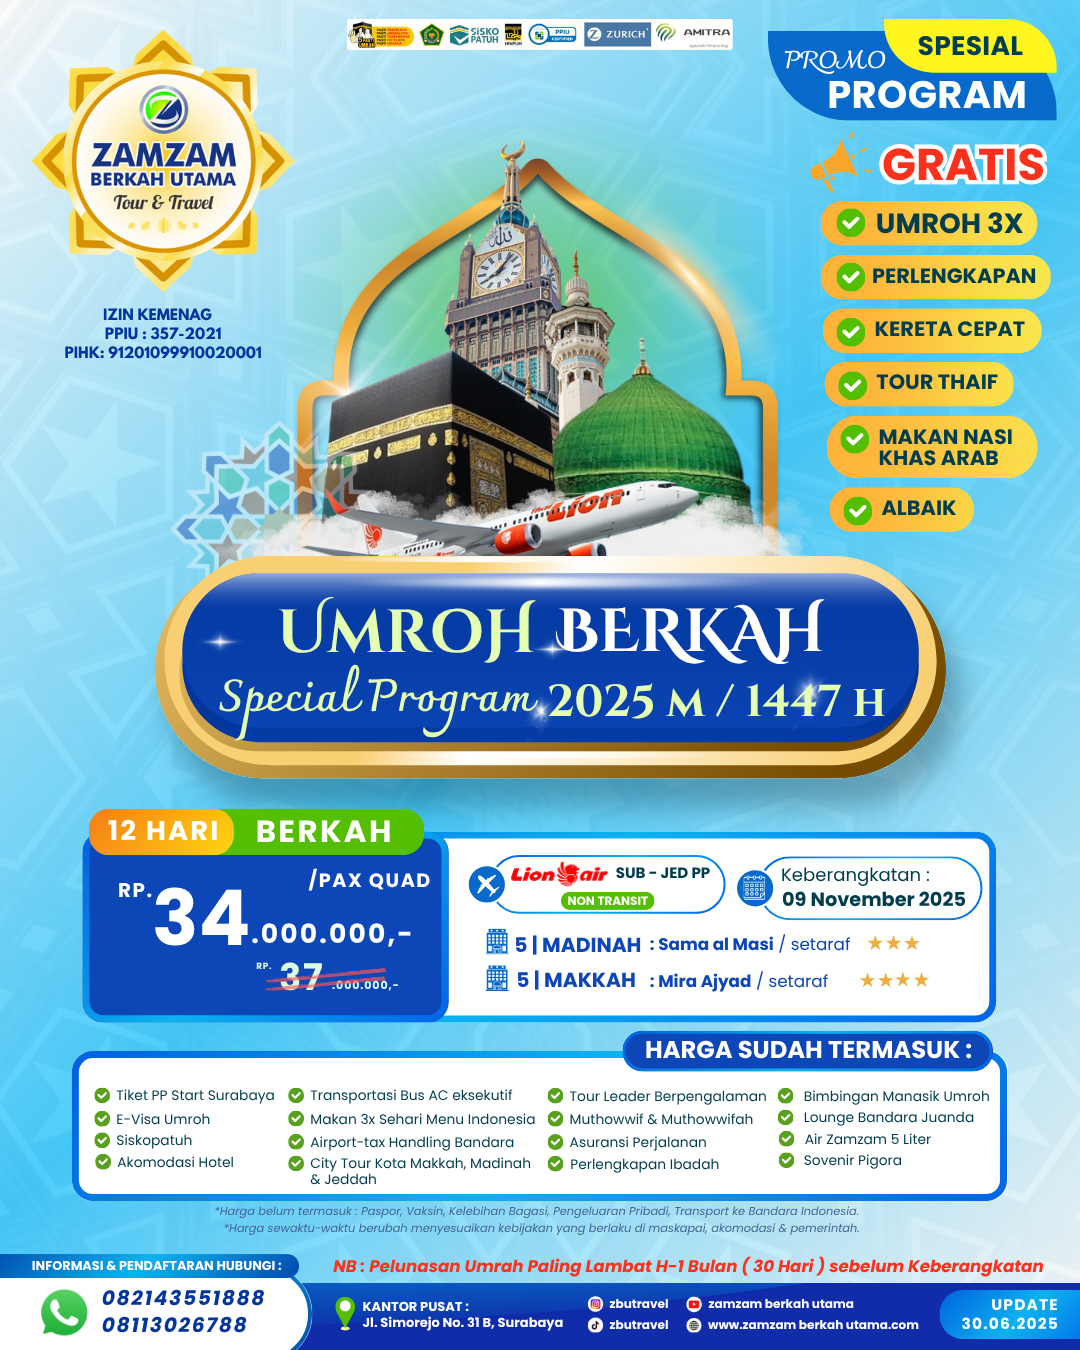 SISKO
PATUH
PPIU
CERTIFIED
ZURICH
AMITRA
syariah financing
PROMO
SPESIAL
PROGRAM
ZAMZAM
BERKAH UTAMA
Tour & Travel
IZIN KEMENAG
PPIU : 357-2021
PIHK: 91201099910020001
GRATIS
UMROH 3X
PERLENGKAPAN
KERETA CEPAT
TOUR THAIF
MAKAN NASI
KHAS ARAB
ALBAIK
Lion
UMROH BERKAH
Special Program 2025 M / 1447 H
12 HARI BERKAH
/PAX QUAD
RP. 34.000.000,-
RP. 37.000.000,-
Lion air SUB - JED PP
NON TRANSIT
Keberangkatan :
09 November 2025
5 | MADINAH : Sama al Masi / setaraf
5 | MAKKAH : Mira Ajyad / setaraf
HARGA SUDAH TERMASUK :
Tiket PP Start Surabaya
E-Visa Umroh
Siskopatuh
Akomodasi Hotel
Transportasi Bus AC eksekutif
Makan 3x Sehari Menu Indonesia
Airport-tax Handling Bandara
City Tour Kota Makkah, Madinah
& Jeddah
Tour Leader Berpengalaman
Muthowwif & Muthowwifah
Asuransi Perjalanan
Perlengkapan Ibadah
Bimbingan Manasik Umroh
Lounge Bandara Juanda
Air Zamzam 5 Liter
Sovenir Pigora
*Harga belum termasuk : Paspor, Vaksin, Kelebihan Bagasi, Pengeluaran Pribadi, Transport ke Bandara Indonesia.
*Harga sewaktu-waktu berubah menyesuaikan kebijakan yang berlaku di maskapai, akomodasi & pemerintah.
INFORMASI & PENDAFTARAN HUBUNGI :
NB : Pelunasan Umrah Paling Lambat H-1 Bulan ( 30 Hari ) sebelum Keberangkatan
082143551888
08113026788
KANTOR PUSAT :
Jl. Simorejo No. 31 B, Surabaya
zbutravel
zbutravel
zamzam berkah utama
www.zamzam berkah utama.com
UPDATE
30.06.2025